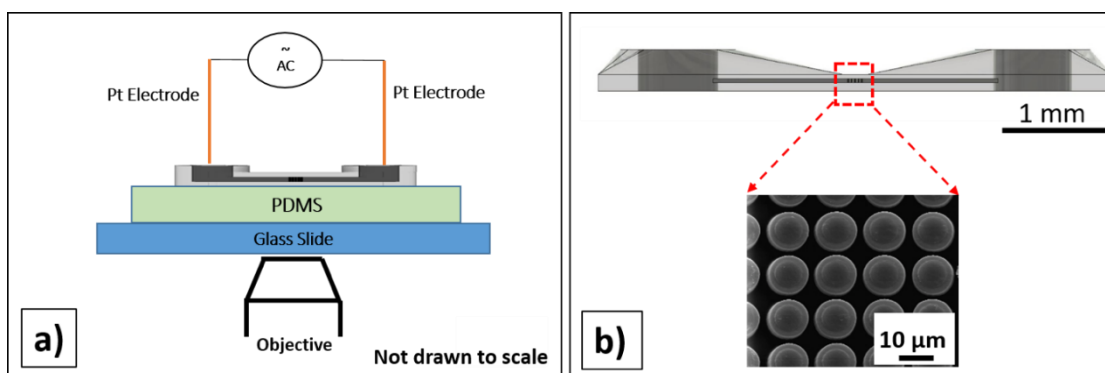 ~
AC
Pt Electrode
Pt Electrode
PDMS
Glass Slide
Objective
Not drawn to scale
a)
1 mm
10 μm
b)